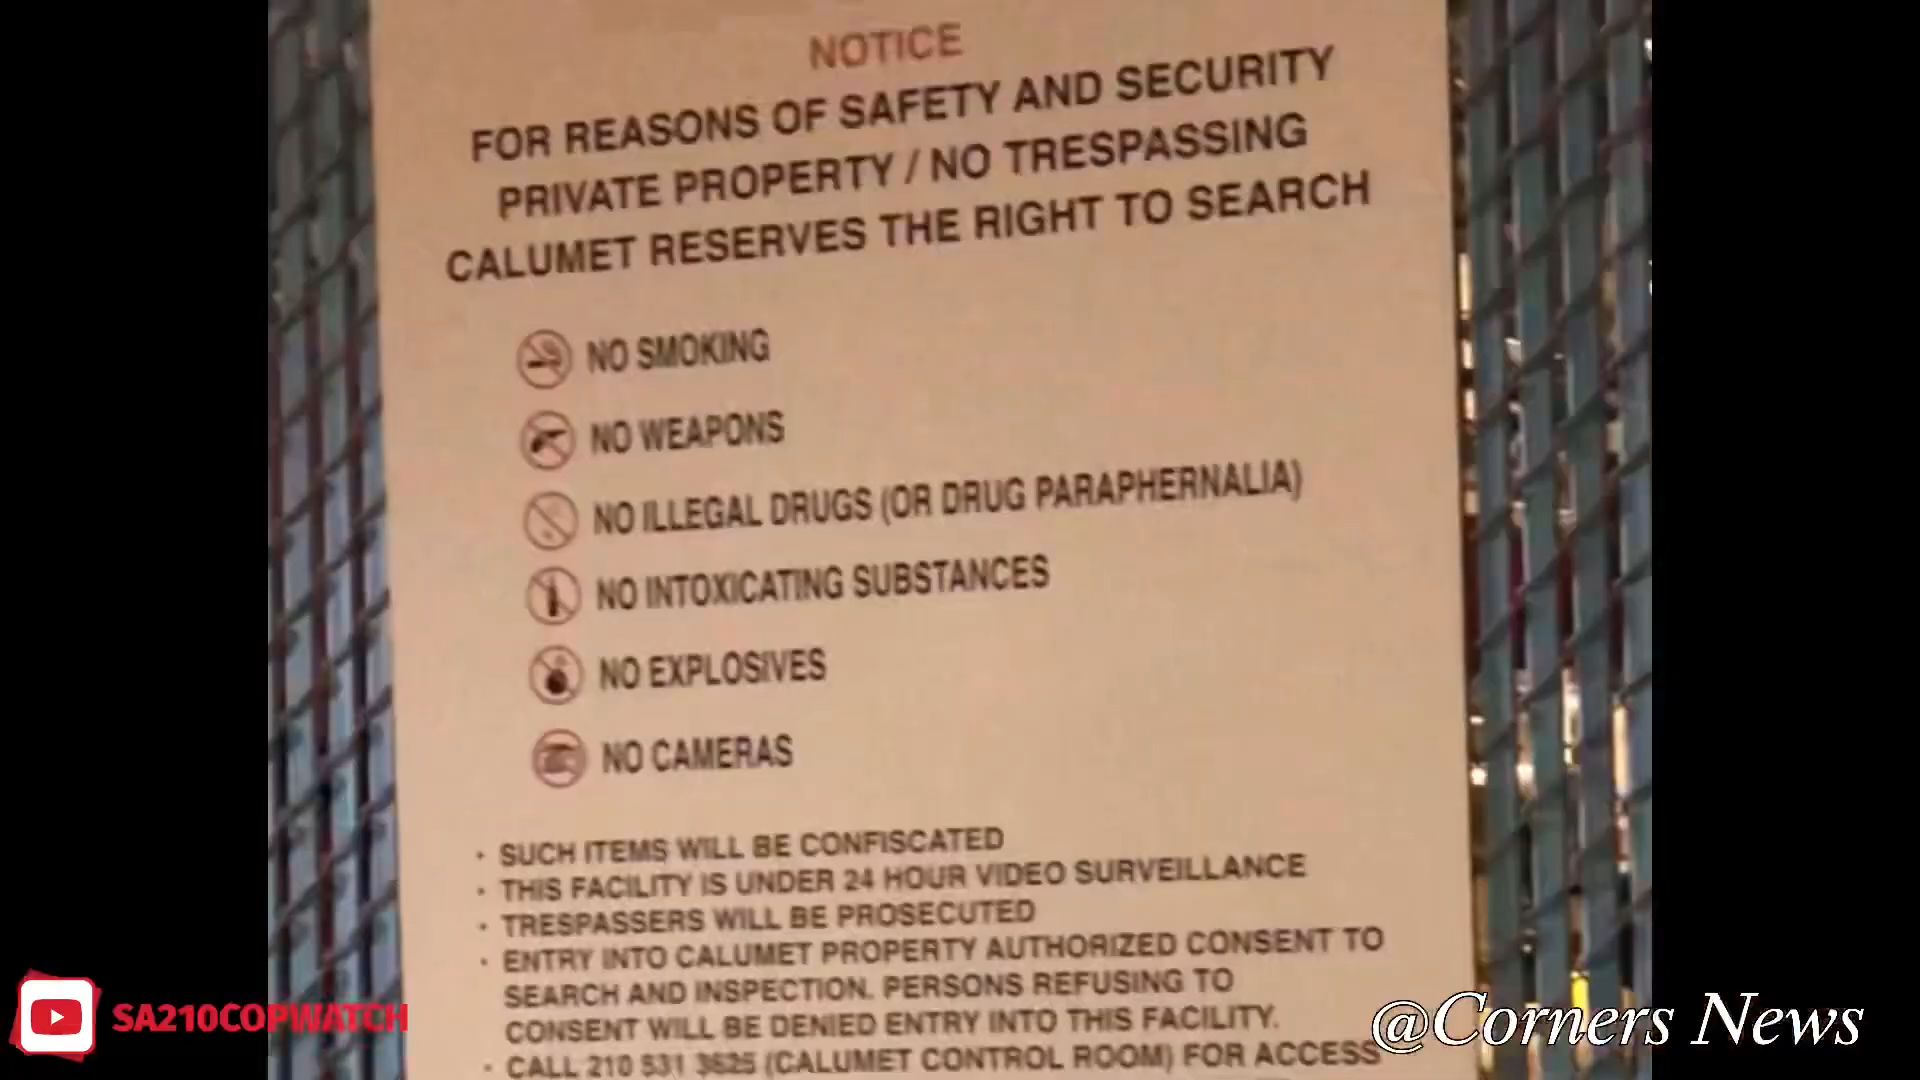 NOTICE
FOR REASONS OF SAFETY AND SECURITY
PRIVATE PROPERTY / NO TRESPASSING
CALUMET RESERVES THE RIGHT TO SEARCH
NO SMOKING
NO WEAPONS
NO ILLEGAL DRUGS (OR DRUG PARAPHERNALIA)
NO INTOXICATING SUBSTANCES
NO EXPLOSIVES
NO CAMERAS
· SUCH ITEMS WILL BE CONFISCATED
· THIS FACILITY IS UNDER 24 HOUR VIDEO SURVEILLANCE
· TRESPASSERS WILL BE PROSECUTED
· ENTRY INTO CALUMET PROPERTY AUTHORIZED CONSENT TO
SEARCH AND INSPECTION. PERSONS REFUSING TO
CONSENT WILL BE DENIED ENTRY INTO THIS FACILITY.
· CALL 210 531 3625 (CALUMET CONTROL ROOM) FOR ACCESS
SA210COPWATCH
@Corners News